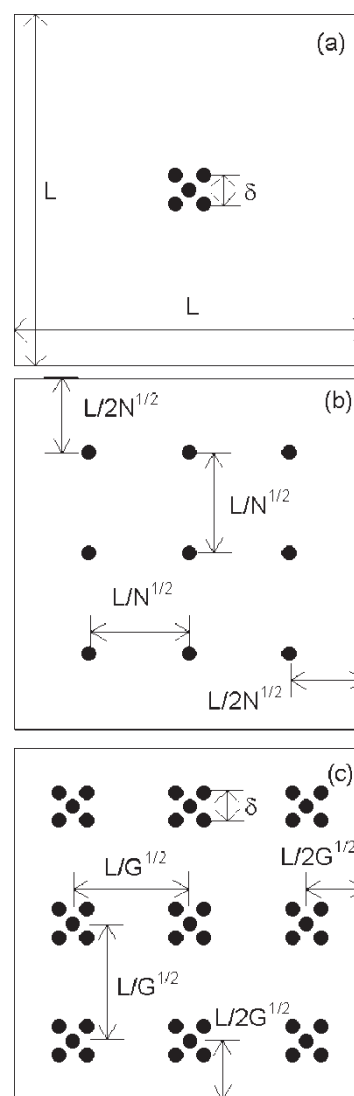 (a)
δ
L
L
(b)
L/2N^{1/2}
L/N^{1/2}
L/N^{1/2}
L/2N^{1/2}
(c)
δ
L/G^{1/2}
L/2G^{1/2}
L/G^{1/2}
L/2G^{1/2}